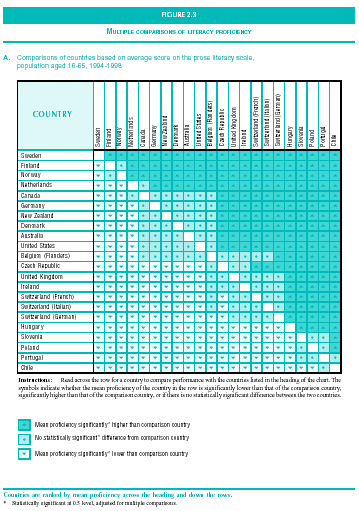 FIGURE 2.3
MULTIPLE COMPARISONS OF LITERACY PROFICIENCY
A. Comparisons of countries based on average score on the prose literacy scale,
population aged 16-65, 1994-1998
COUNTRY
Sweden
Finland
Norway
Netherlands
Canada
Germany
New Zealand
Denmark
Australia
United States
Belgium (Flanders)
Czech Republic
United Kingdom
Ireland
Switzerland (French)
Switzerland (Italian)
Switzerland (German)
Hungary
Slovenia
Poland
Portugal
Chile
Sweden
Finland
Norway
Netherlands
Canada
Germany
New Zealand
Denmark
Australia
United States
Belgium (Flanders)
Czech Republic
United Kingdom
Ireland
Switzerland (French)
Switzerland (Italian)
Switzerland (German)
Hungary
Slovenia
Poland
Portugal
Chile
Instructions: Read across the row for a country to compare performance with the countries listed in the heading of the chart. The
symbols indicate whether the mean proficiency of the country in the row is significantly lower than that of the comparison country,
significantly higher than that of the comparison country, or if there is no statistically significant difference between the two countries.
Mean proficiency significantly* higher than comparison country
No statistically significant* difference from comparison country
Mean proficiency significantly* lower than comparison country
Countries are ranked by mean proficiency across the heading and down the rows.
* Statistically significant at 0.5 level, adjusted for multiple comparisons.